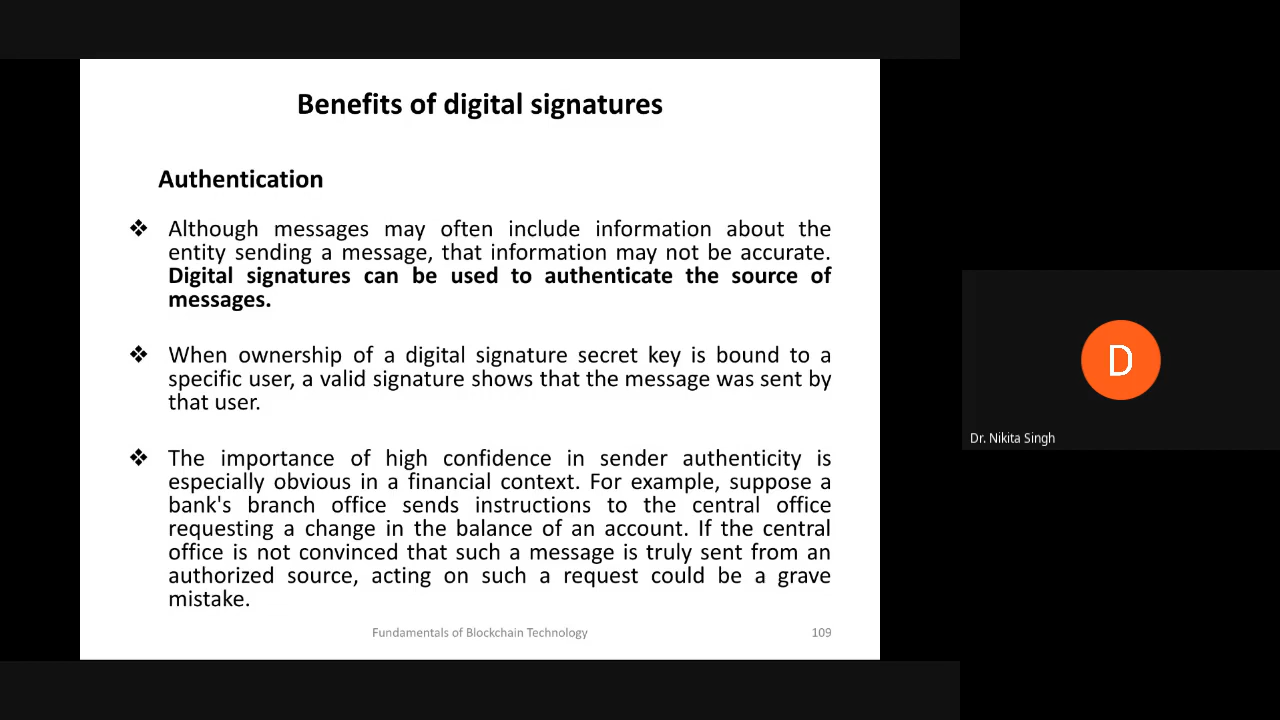 Benefits of digital signatures
Authentication
❖ Although messages may often include information about the
entity sending a message, that information may not be accurate.
Digital signatures can be used to authenticate the source of
messages.
❖ When ownership of a digital signature secret key is bound to a
specific user, a valid signature shows that the message was sent by
that user.
❖ The importance of high confidence in sender authenticity is
especially obvious in a financial context. For example, suppose a
bank's branch office sends instructions to the central office
requesting a change in the balance of an account. If the central
office is not convinced that such a message is truly sent from an
authorized source, acting on such a request could be a grave
mistake.
Fundamentals of Blockchain Technology
109
D
Dr. Nikita Singh